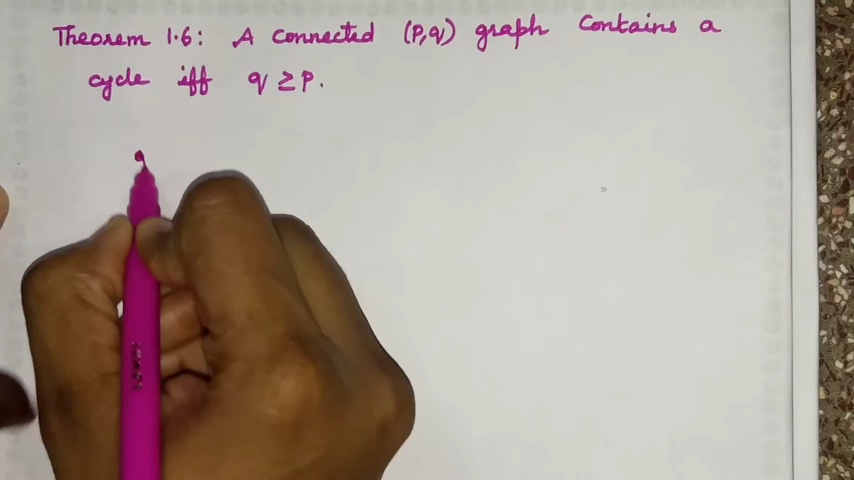 Theorem 1.6: A connected (P,q) graph contains a
cycle iff q ≥ P.